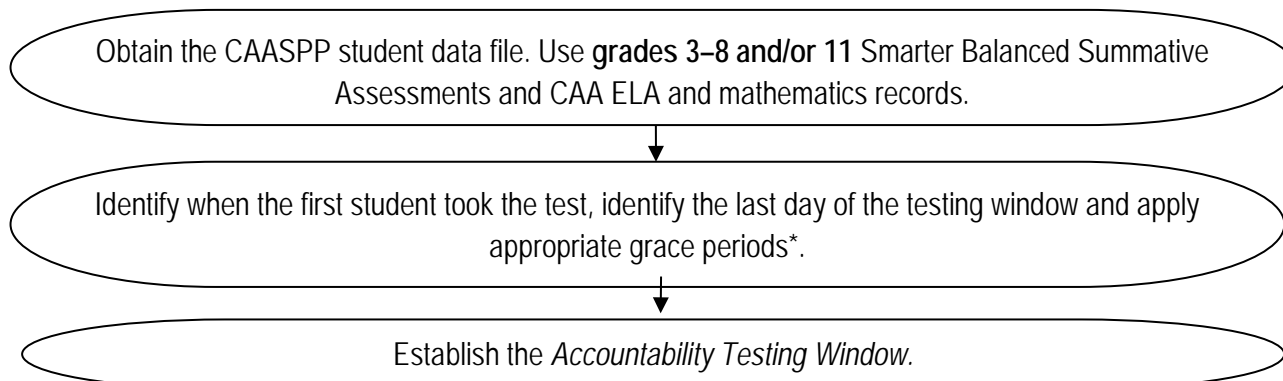 Obtain the CAASPP student data file. Use grades 3–8 and/or 11 Smarter Balanced Summative
Assessments and CAA ELA and mathematics records.
Identify when the first student took the test, identify the last day of the testing window and apply
appropriate grace periods*.
Establish the Accountability Testing Window.